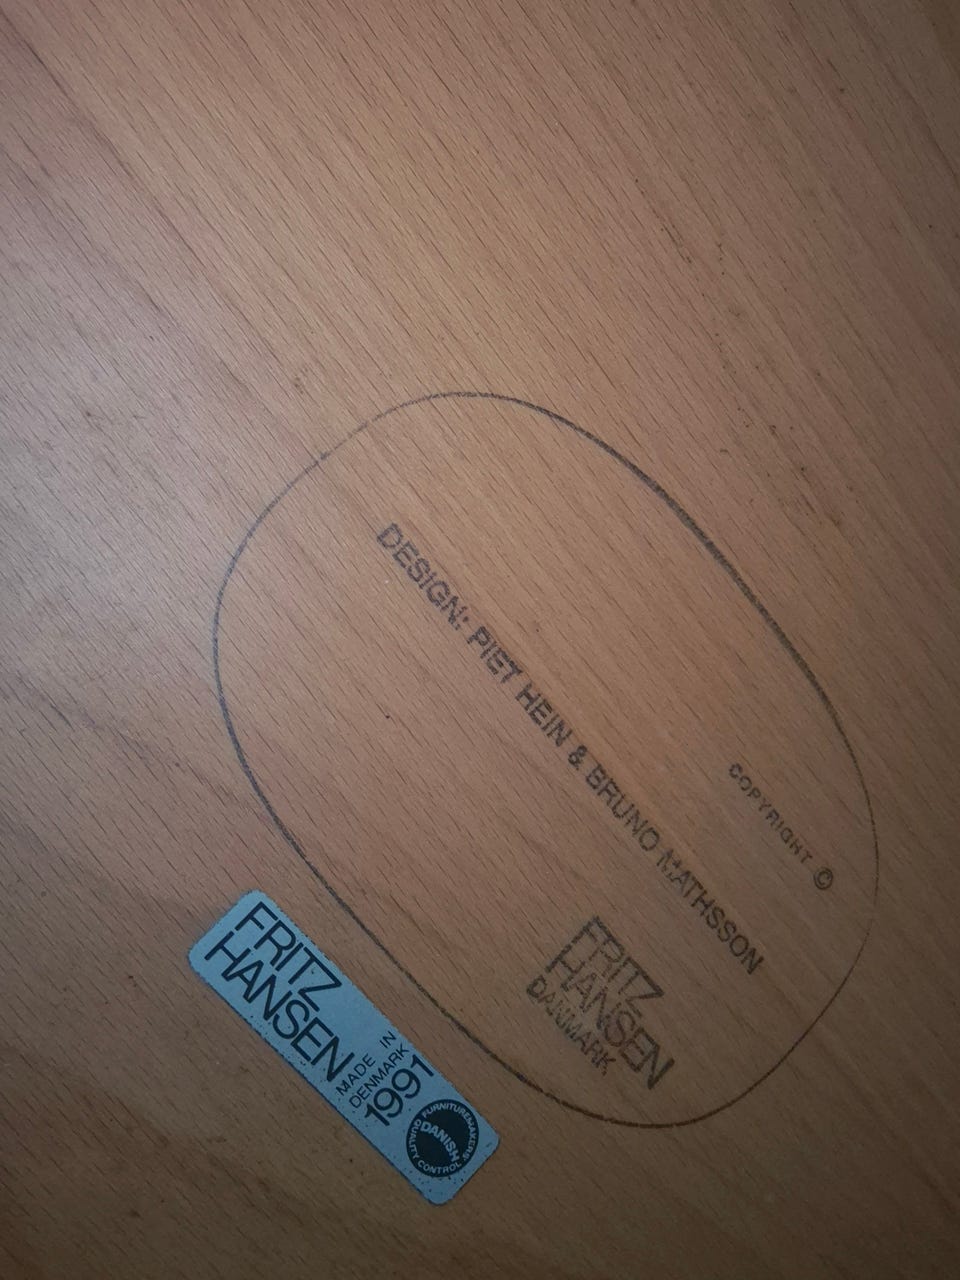 COPYRIGHT ©
DESIGN: PIET HEIN & BRUNO MATHSSON
FRITZ
HANSEN
DANMARK
FRITZ
HANSEN
MADE IN
DENMARK
1991
FURNITUREMAKERS'
DANISH
QUALITY CONTROL